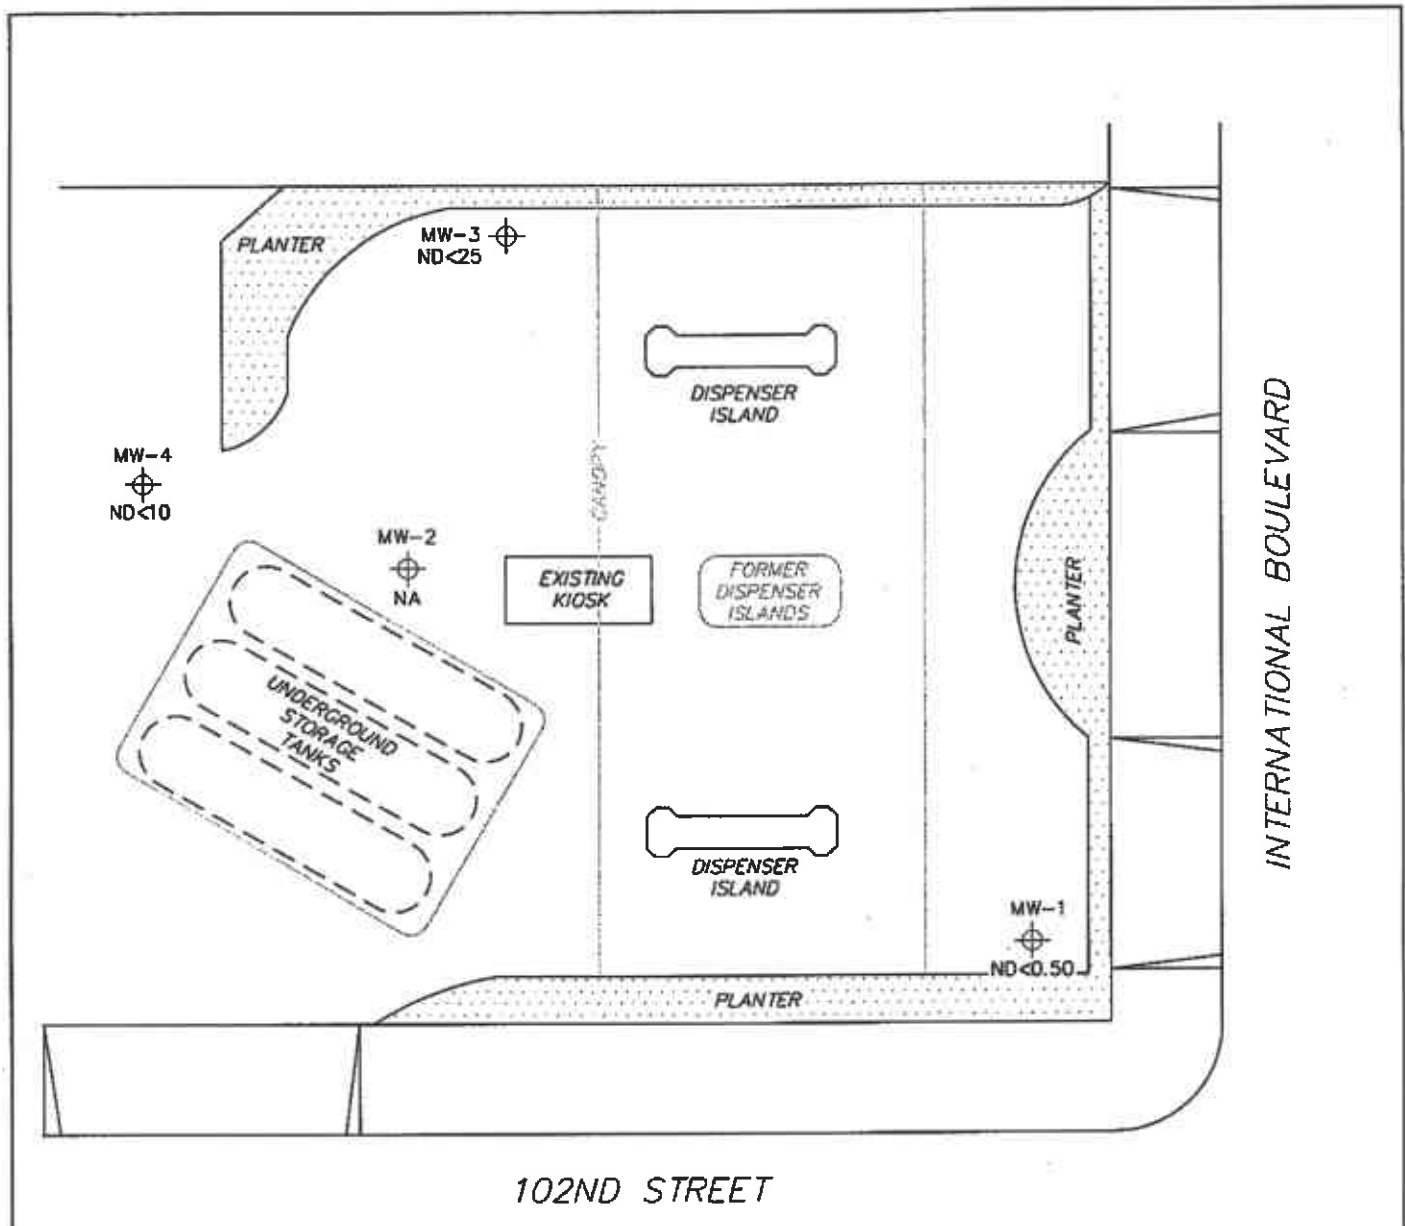 PLANTER
MW-3
ND<25
DISPENSER
ISLAND
CANOPY
MW-4
ND<10
MW-2
NA
EXISTING
KIOSK
FORMER
DISPENSER
ISLANDS
PLANTER
INTERNATIONAL BOULEVARD
UNDERGROUND
STORAGE
TANKS
DISPENSER
ISLAND
MW-1
ND<0.50
PLANTER
102ND STREET